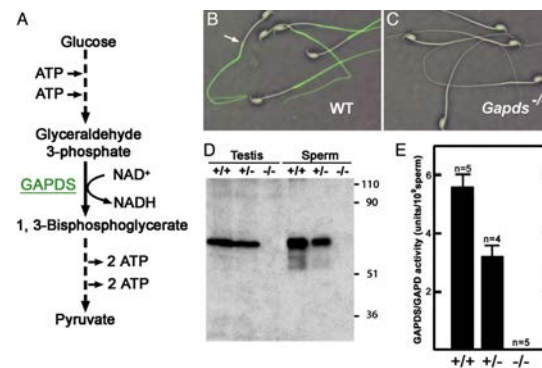 A
Glucose
ATP
ATP
Glyceraldehyde
3-phosphate
GAPDS
NAD⁺
NADH
1, 3-Bisphosphoglycerate
2 ATP
2 ATP
Pyruvate
B
WT
C
Gapds -/-
D
Testis Sperm
+/+ +/- -/- +/+ +/- -/-
110
90
51
36
E
GAPDS/GAPD activity (units/10⁸sperm)
6
4
2
0
n=5
n=4
n=5
+/+ +/- -/-